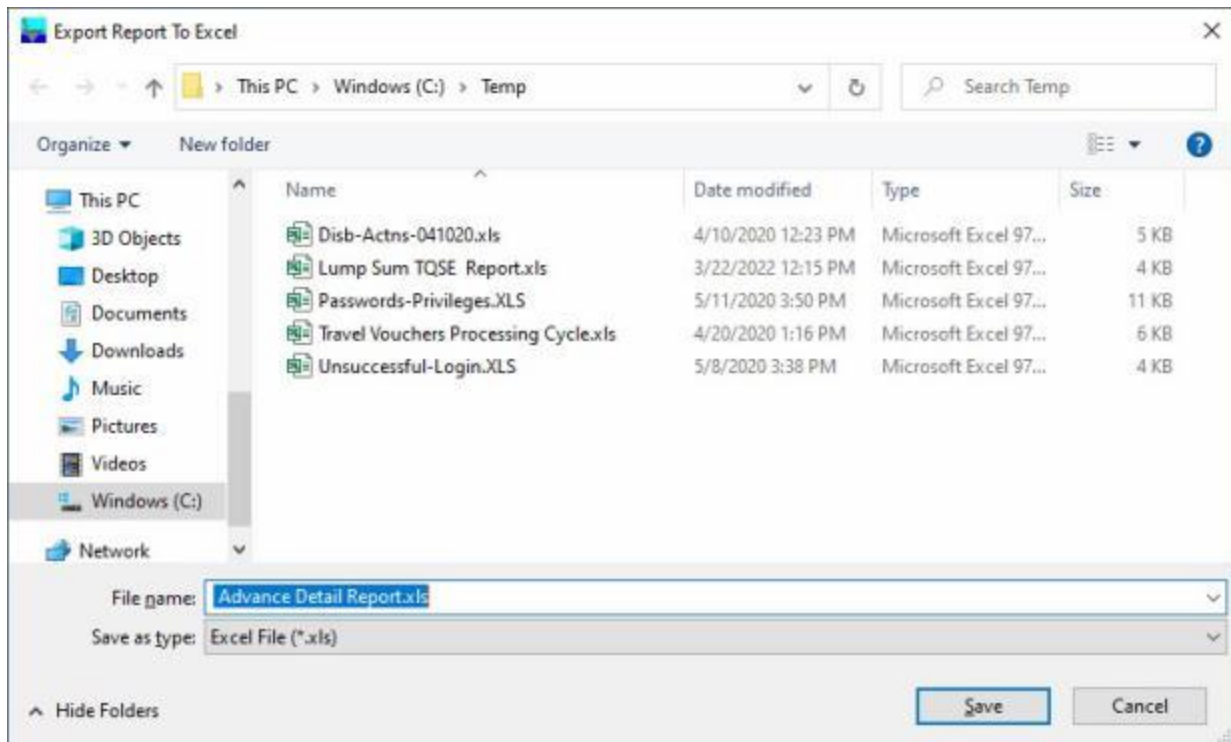 Export Report To Excel
This PC > Windows (C:) > Temp
Search Temp
Organize
New folder
Name Date modified Type Size
This PC
3D Objects
Desktop
Documents
Downloads
Music
Pictures
Videos
Windows (C:)
Network
Disb-Actns-041020.xls 4/10/2020 12:23 PM Microsoft Excel 97... 5 KB
Lump Sum TQSE Report.xls 3/22/2022 12:15 PM Microsoft Excel 97... 4 KB
Passwords-Privileges.XLS 5/11/2020 3:50 PM Microsoft Excel 97... 11 KB
Travel Vouchers Processing Cycle.xls 4/20/2020 1:16 PM Microsoft Excel 97... 6 KB
Unsuccessful-Login.XLS 5/8/2020 3:38 PM Microsoft Excel 97... 4 KB
File name: Advance Detail Report.xls
Save as type: Excel File (*.xls)
Hide Folders
Save
Cancel